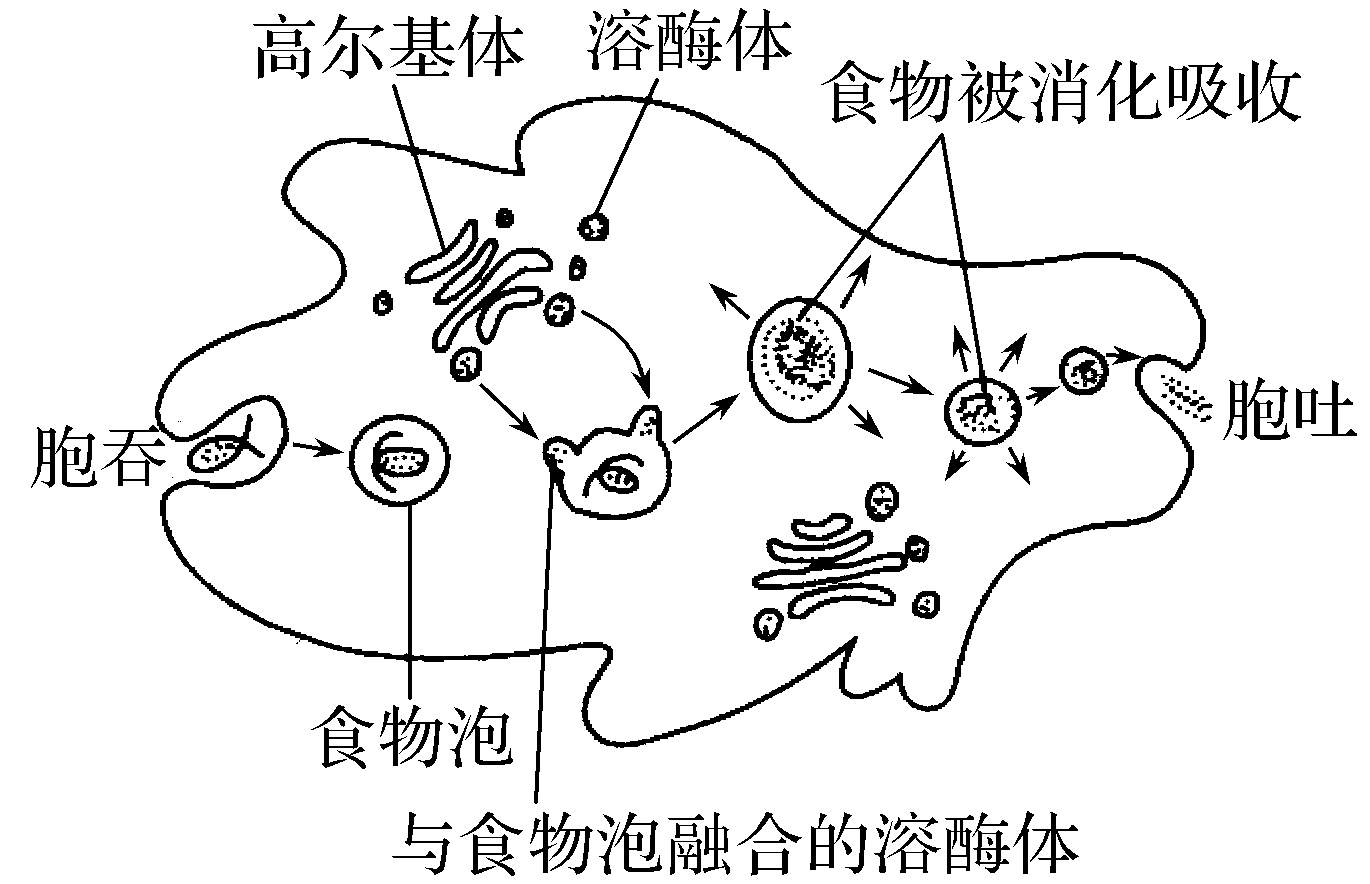 高尔基体
溶酶体
食物被消化吸收
胞吞
胞吐
食物泡
与食物泡融合的溶酶体